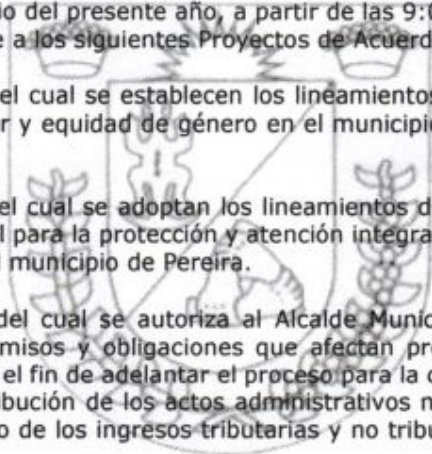 io del presente año, a partir de las 9:0
e a los siguientes Proyectos de Acuerd
el cual se establecen los lineamientos
r y equidad de género en el municipio
el cual se adoptan los lineamientos d
l para la protección y atención integra
l municipio de Pereira.
del cual se autoriza al Alcalde Munic
misos y obligaciones que afectan pre
el fin de adelantar el proceso para la c
ibución de los actos administrativos n
o de los ingresos tributarias y no tribu